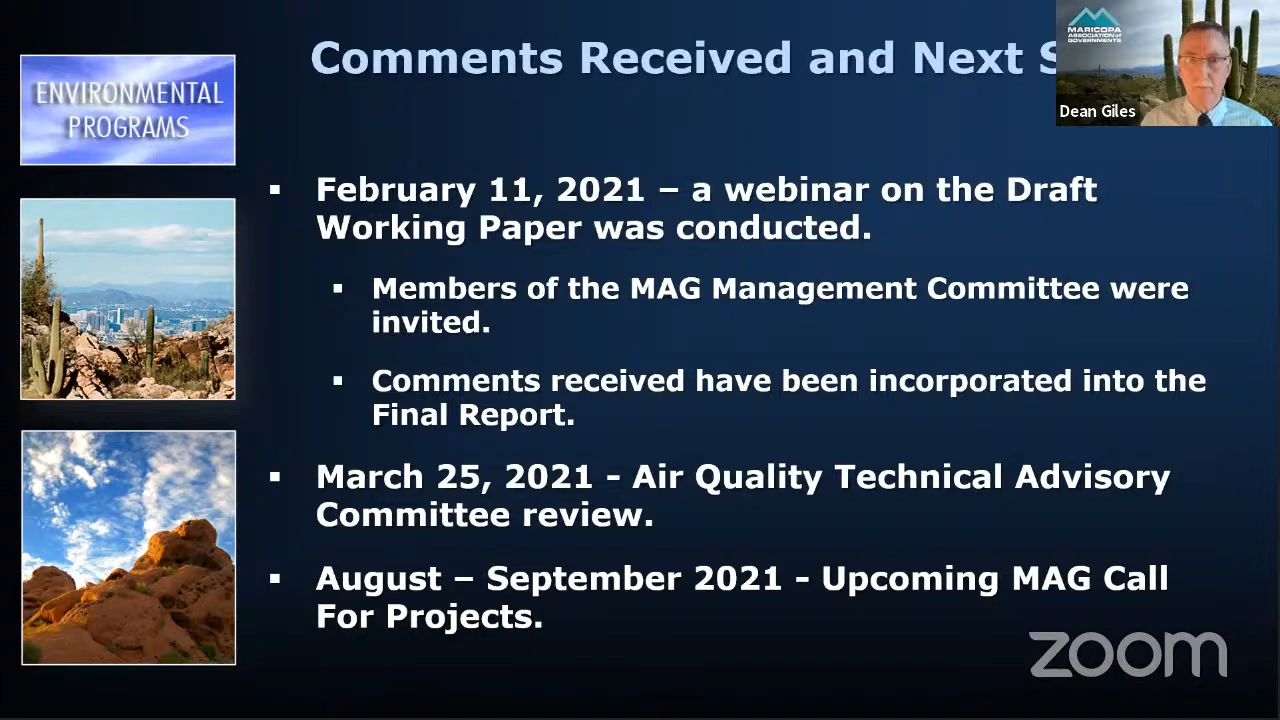 Comments Received and Next S
MARICOPA
ASSOCIATION of
GOVERNMENTS
Dean Giles
ENVIRONMENTAL
PROGRAMS
▪ February 11, 2021 – a webinar on the Draft
Working Paper was conducted.
▪ Members of the MAG Management Committee were
invited.
▪ Comments received have been incorporated into the
Final Report.
▪ March 25, 2021 - Air Quality Technical Advisory
Committee review.
▪ August – September 2021 - Upcoming MAG Call
For Projects.
zoom